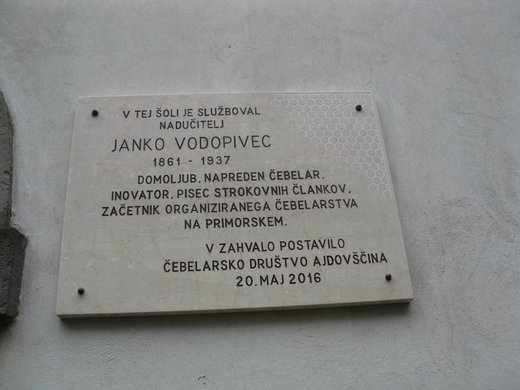 V TEJ ŠOLI JE SLUŽBOVAL
NADUČITELJ
JANKO VODOPIVEC
1861 - 1937
DOMOLJUB, NAPREDEN ČEBELAR,
INOVATOR, PISEC STROKOVNIH ČLANKOV,
ZAČETNIK ORGANIZIRANEGA ČEBELARSTVA
NA PRIMORSKEM.
V ZAHVALO POSTAVILO
ČEBELARSKO DRUŠTVO AJDOVŠČINA
20. MAJ 2016